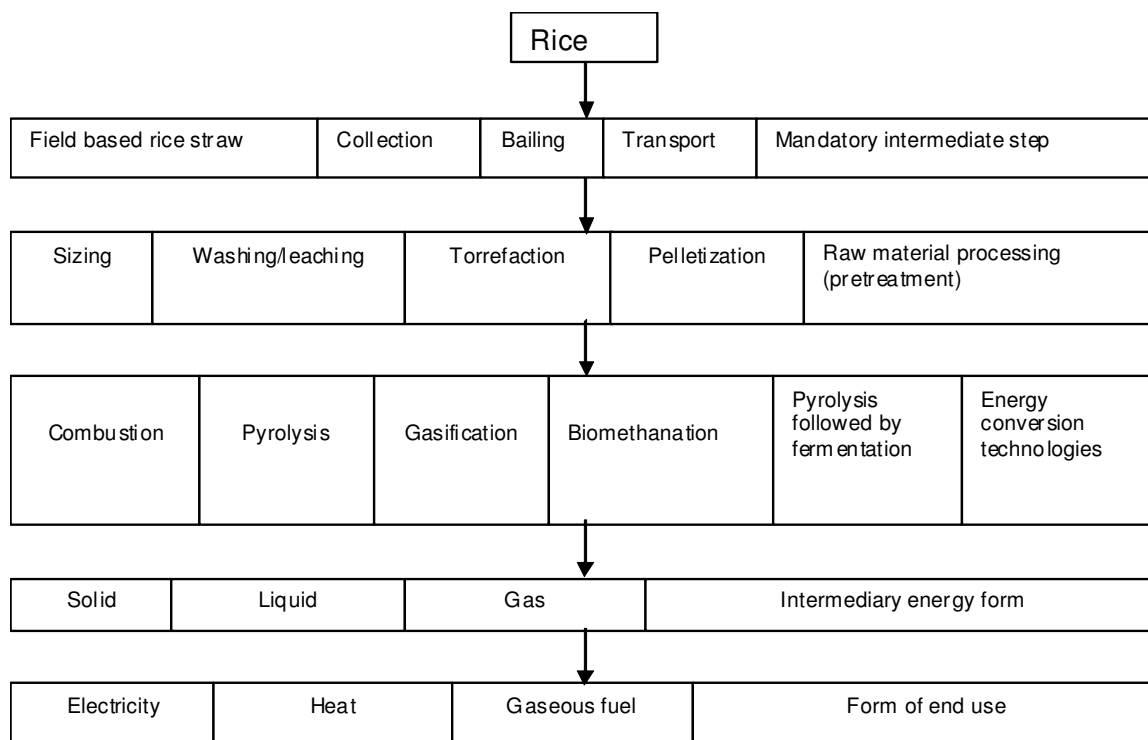 Rice
Field based rice straw
Collection
Bailing
Transport
Mandatory intermediate step
Sizing
Washing/leaching
Torrefaction
Pelletization
Raw material processing
(pretreatment)
Combustion
Pyrolysis
Gasification
Biomethanation
Pyrolysis
followed by
fermentation
Energy
conversion
technologies
Solid
Liquid
Gas
Intermediary energy form
Electricity
Heat
Gaseous fuel
Form of end use